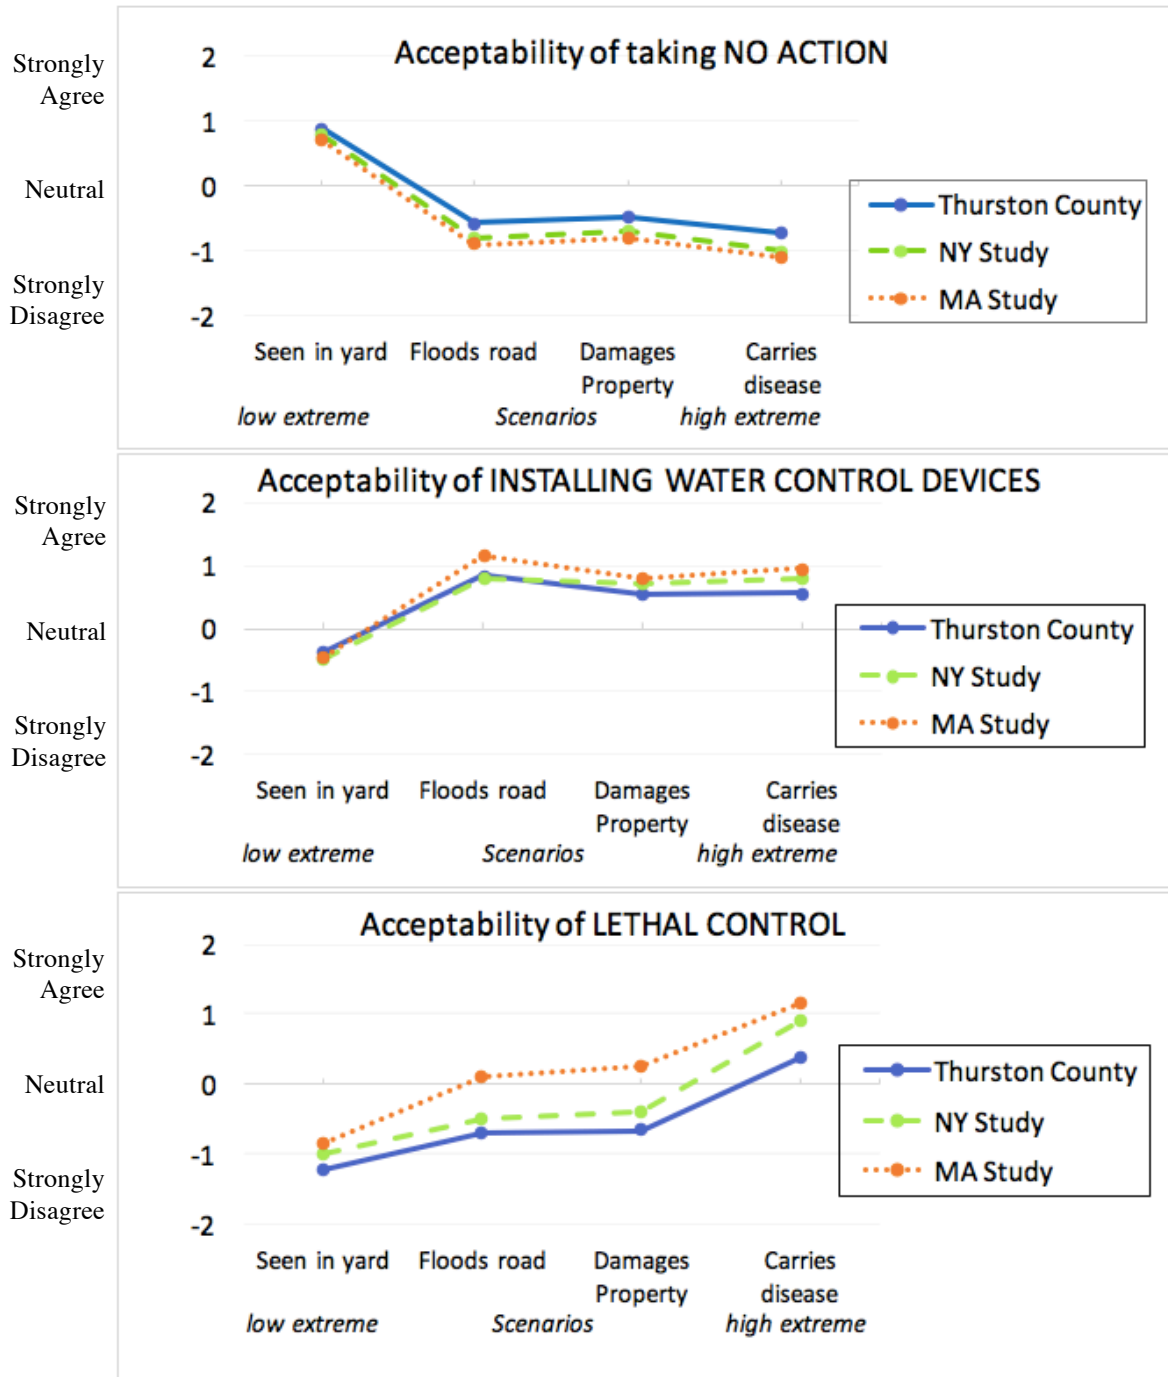 Acceptability of taking NO ACTION
Strongly
Agree
Neutral
Strongly
Disagree
2
1
0
-1
-2
Thurston County
NY Study
MA Study
Seen in yard Floods road Damages Carries
Property disease
low extreme Scenarios high extreme
Acceptability of INSTALLING WATER CONTROL DEVICES
Strongly
Agree
Neutral
Strongly
Disagree
2
1
0
-1
-2
Thurston County
NY Study
MA Study
Seen in yard Floods road Damages Carries
Property disease
low extreme Scenarios high extreme
Acceptability of LETHAL CONTROL
Strongly
Agree
Neutral
Strongly
Disagree
2
1
0
-1
-2
Thurston County
NY Study
MA Study
Seen in yard Floods road Damages Carries
Property disease
low extreme Scenarios high extreme